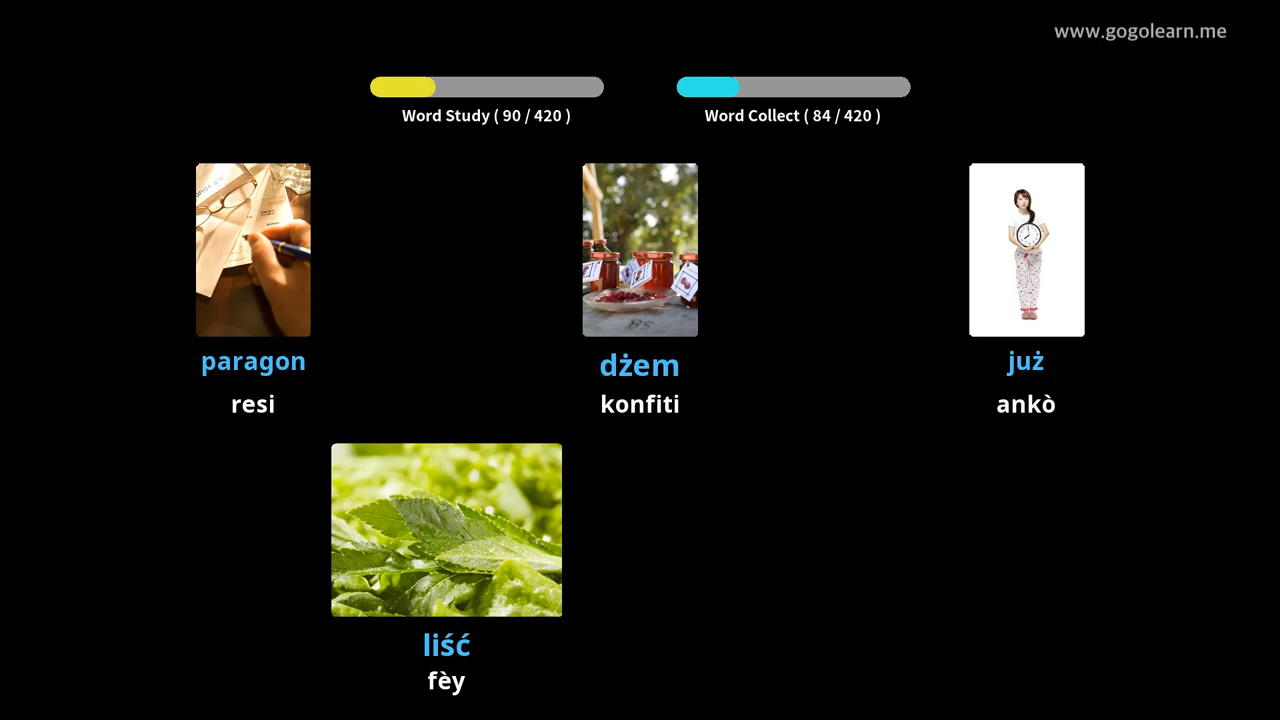 www.gogolearn.me
Word Study ( 90 / 420 )
Word Collect ( 84 / 420 )
paragon
resi
dżem
konfiti
już
ankò
liść
fèy